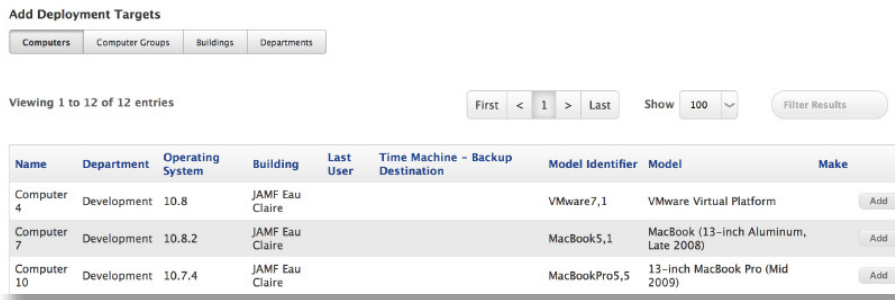 Add Deployment Targets
Computers Computer Groups Buildings Departments
Viewing 1 to 12 of 12 entries First < 1 > Last Show 100 Filter Results
Name Department Operating System Building Last User Time Machine – Backup Destination Model Identifier Model Make
Computer 4 Development 10.8 JAMF Eau Claire VMware7,1 VMware Virtual Platform Add
Computer 7 Development 10.8.2 JAMF Eau Claire MacBook5,1 MacBook (13-inch Aluminum, Late 2008) Add
Computer 10 Development 10.7.4 JAMF Eau Claire MacBookPro5,5 13-inch MacBook Pro (Mid 2009) Add